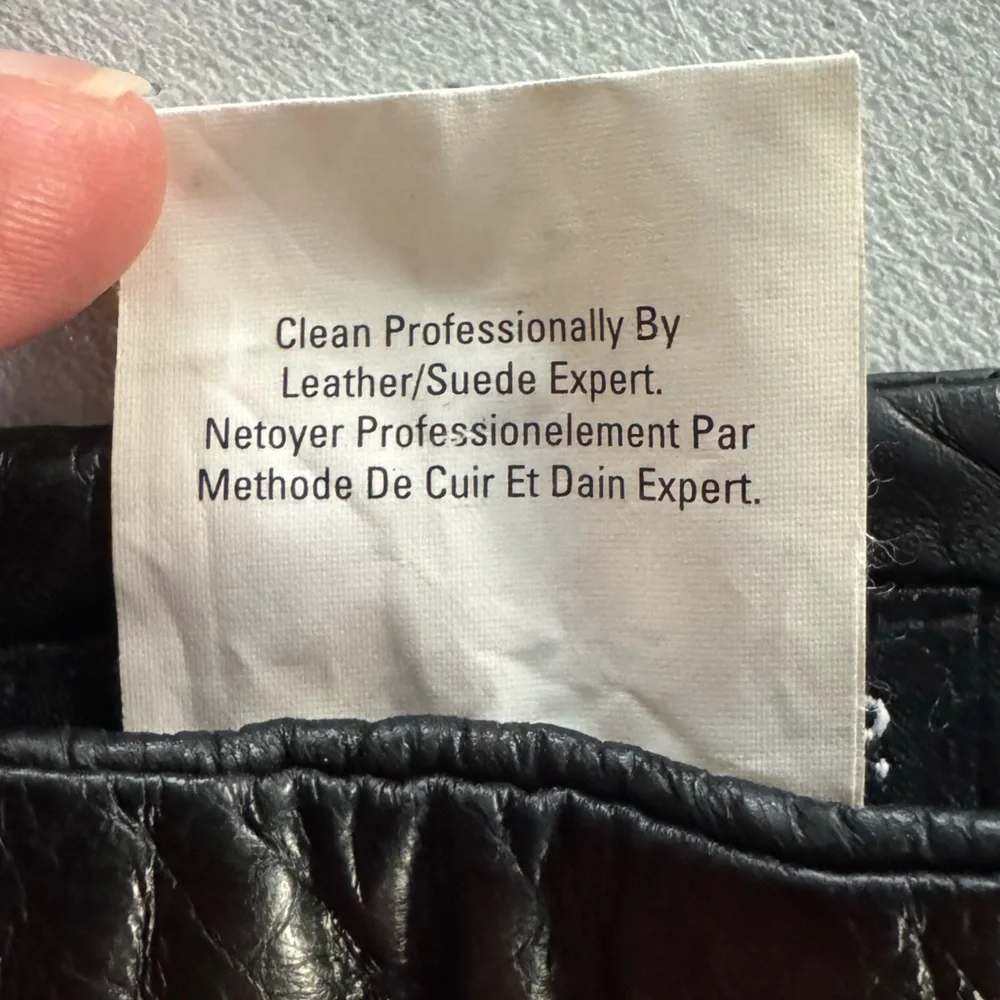 Clean Professionally By
Leather/Suede Expert.
Netoyer Professionelement Par
Methode De Cuir Et Dain Expert.